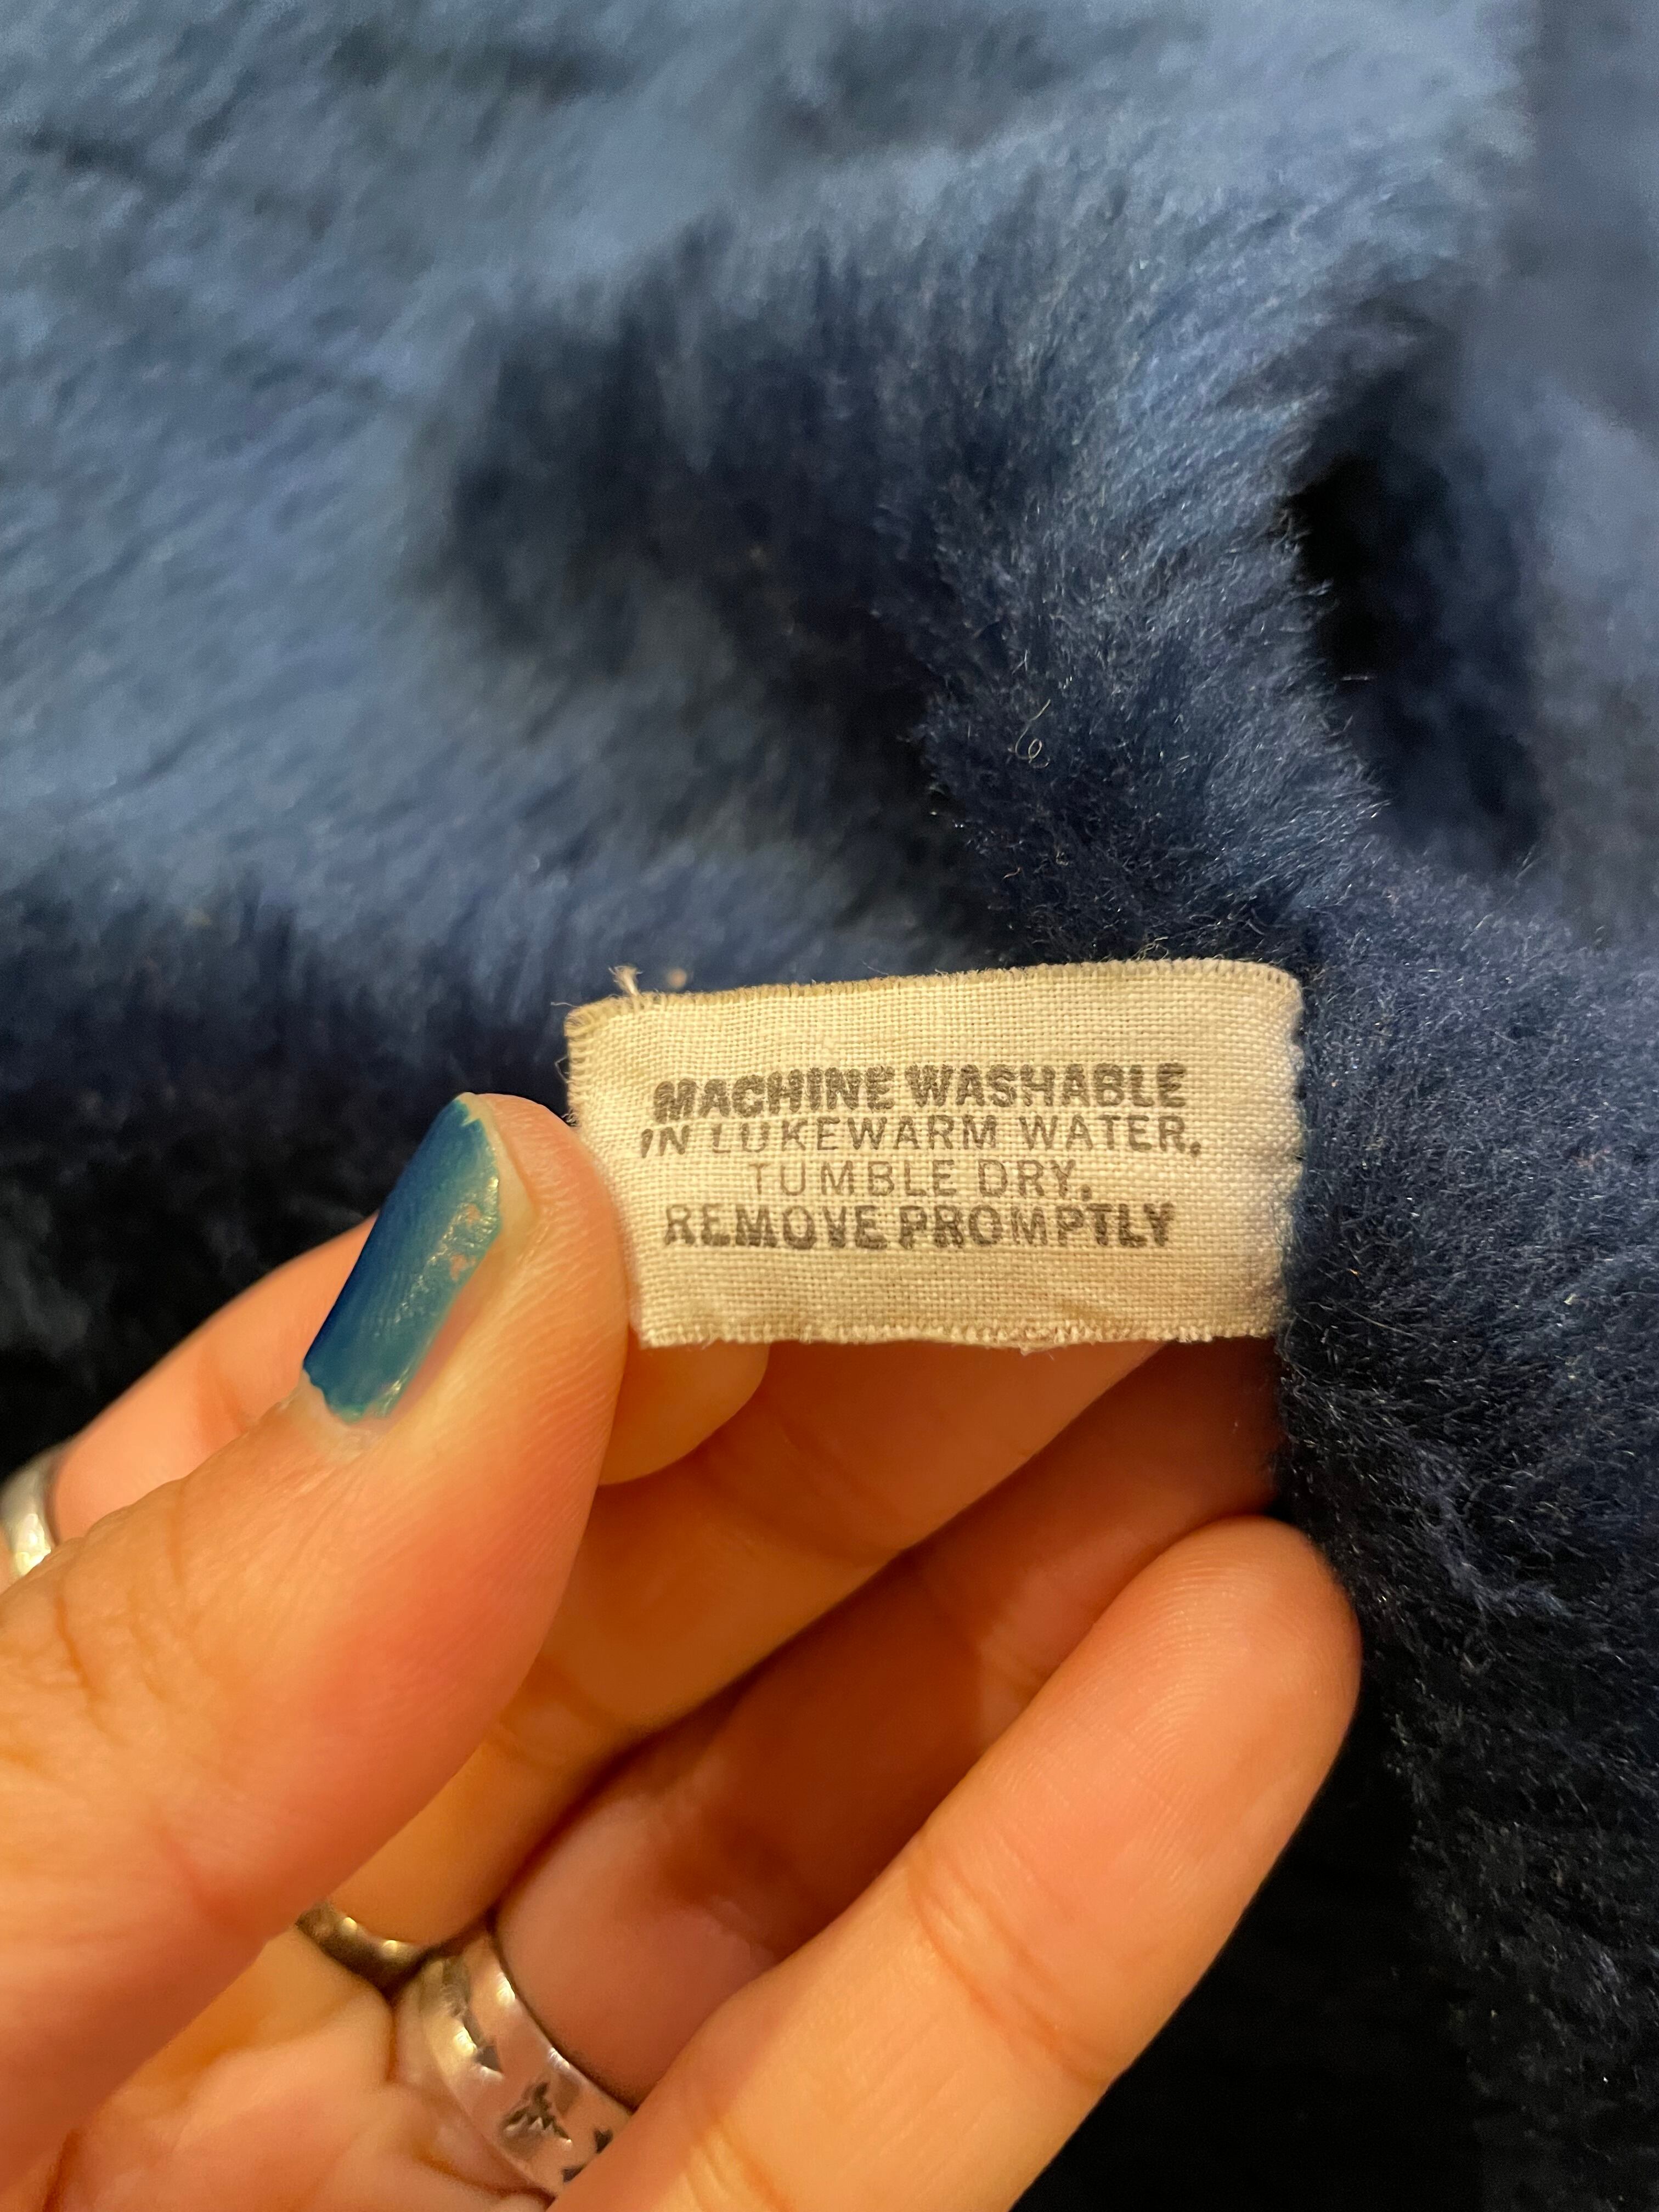 MACHINE WASHABLE
IN LUKEWARM WATER,
TUMBLE DRY,
REMOVE PROMPTLY